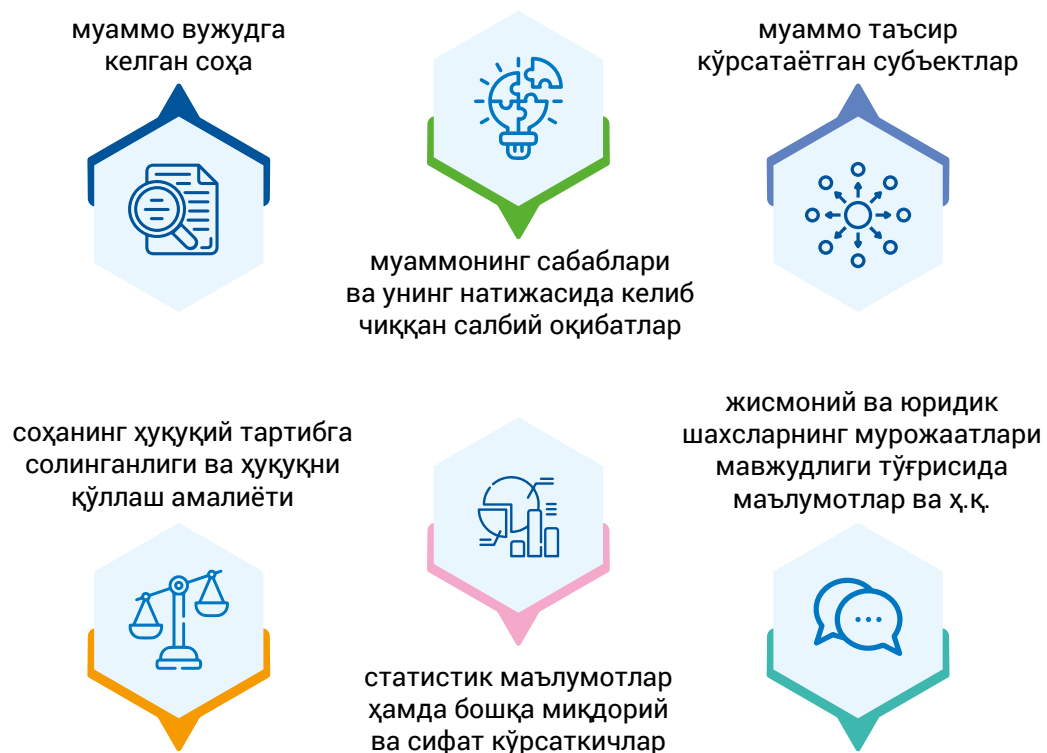 муаммо вужудга
келган соҳа
муаммонинг сабаблари
ва унинг натижасида келиб
чиққан салбий оқибатлар
муаммо таъсир
кўрсатаётган субъектлар
соҳанинг ҳуқуқий тартибга
солинганлиги ва ҳуқуқни
қўллаш амалиёти
статистик маълумотлар
ҳамда бошқа миқдорий
ва сифат кўрсаткичлар
жисмоний ва юридик
шахсларнинг мурожаатлари
мавжудлиги тўғрисида
маълумотлар ва ҳ.қ.